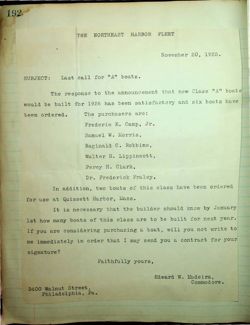 192
THE NORTHEAST HARBOR FLEET
November 20, 1925.
SUBJECT: Last call for "A" boats.
The response to the announcement that new Class "A" boats
would be built for 1926 has been satisfactory and six boats have
been ordered. The purchasers are:
Frederic K. Camp, Jr.
Samuel W. Morris,
Reginald C. Robbins,
Walter S. Lippincott,
Percy H. Clark,
Dr. Frederick Fraley.
In addition, two boats of this class have been ordered
for use at Quissett Harbor, Mass.
It is necessary that the builder should know by January
1st how many boats of this class are to be built for next year.
If you are considering purchasing a boat, will you not write to
me immediately in order that I may send you a contract for your
signature?
Faithfully yours,
Edward W. Madeira,
Commodore.
2400 Walnut Street,
Philadelphia, Pa.